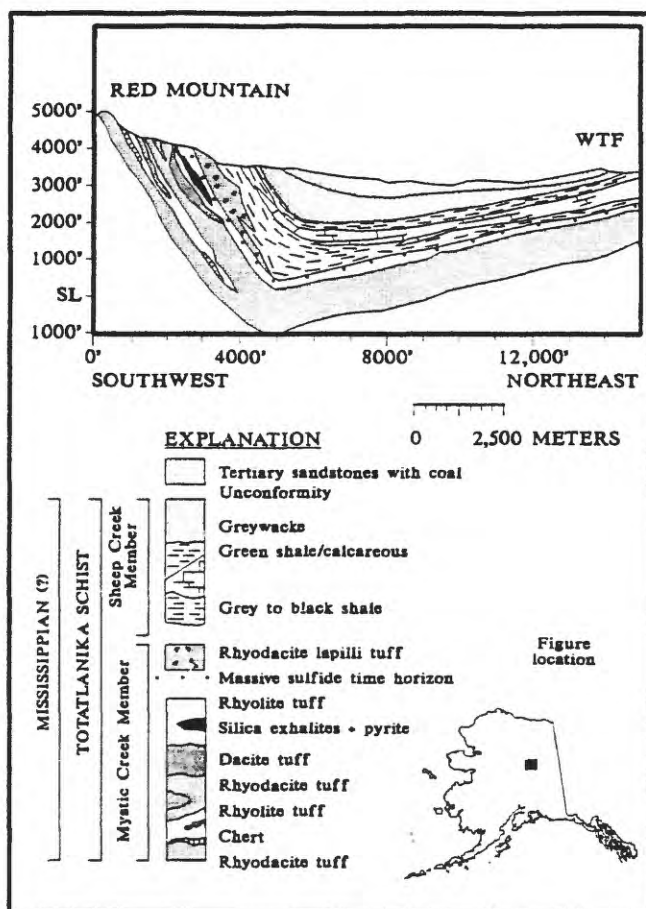 RED MOUNTAIN
WTF
5000'
4000'
3000'
2000'
1000'
SL
1000'
0' 4000' 8000' 12,000'
SOUTHWEST NORTHEAST
0 2,500 METERS
EXPLANATION
Tertiary sandstones with coal
Unconformity
Greywacke
Green shale/calcareous
Grey to black shale
Rhyodacite lapilli tuff
Massive sulfide time horizon
Rhyolite tuff
Silica exhalites + pyrite
Dacite tuff
Rhyodacite tuff
Rhyolite tuff
Chert
Rhyodacite tuff
MISSISSIPPIAN (?)
TOTATLANIKA SCHIST
Sheep Creek
Member
Mystic Creek Member
Figure
location